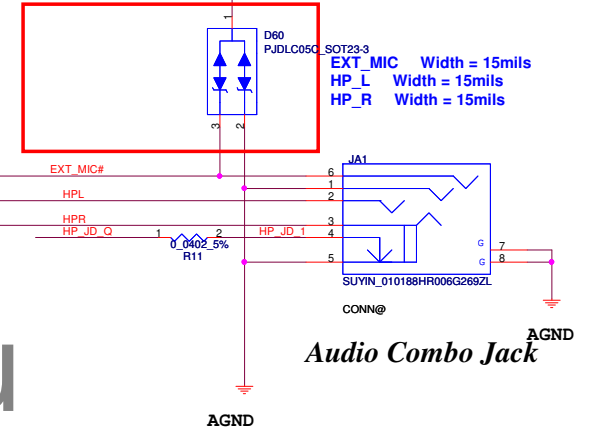 1
D60
PJDLC05C_SOT23-3
EXT_MIC Width = 15mils
HP_L Width = 15mils
HP_R Width = 15mils
3
2
JA1
EXT_MIC#
6
1
HPL
2
HPR
3
HP_JD_Q
1
2
HP_JD_1
4
0_0402_5%
R11
5
G
7
G
8
SUYIN_010188HR006G269ZL
CONN@
AGND
Audio Combo Jack
AGND